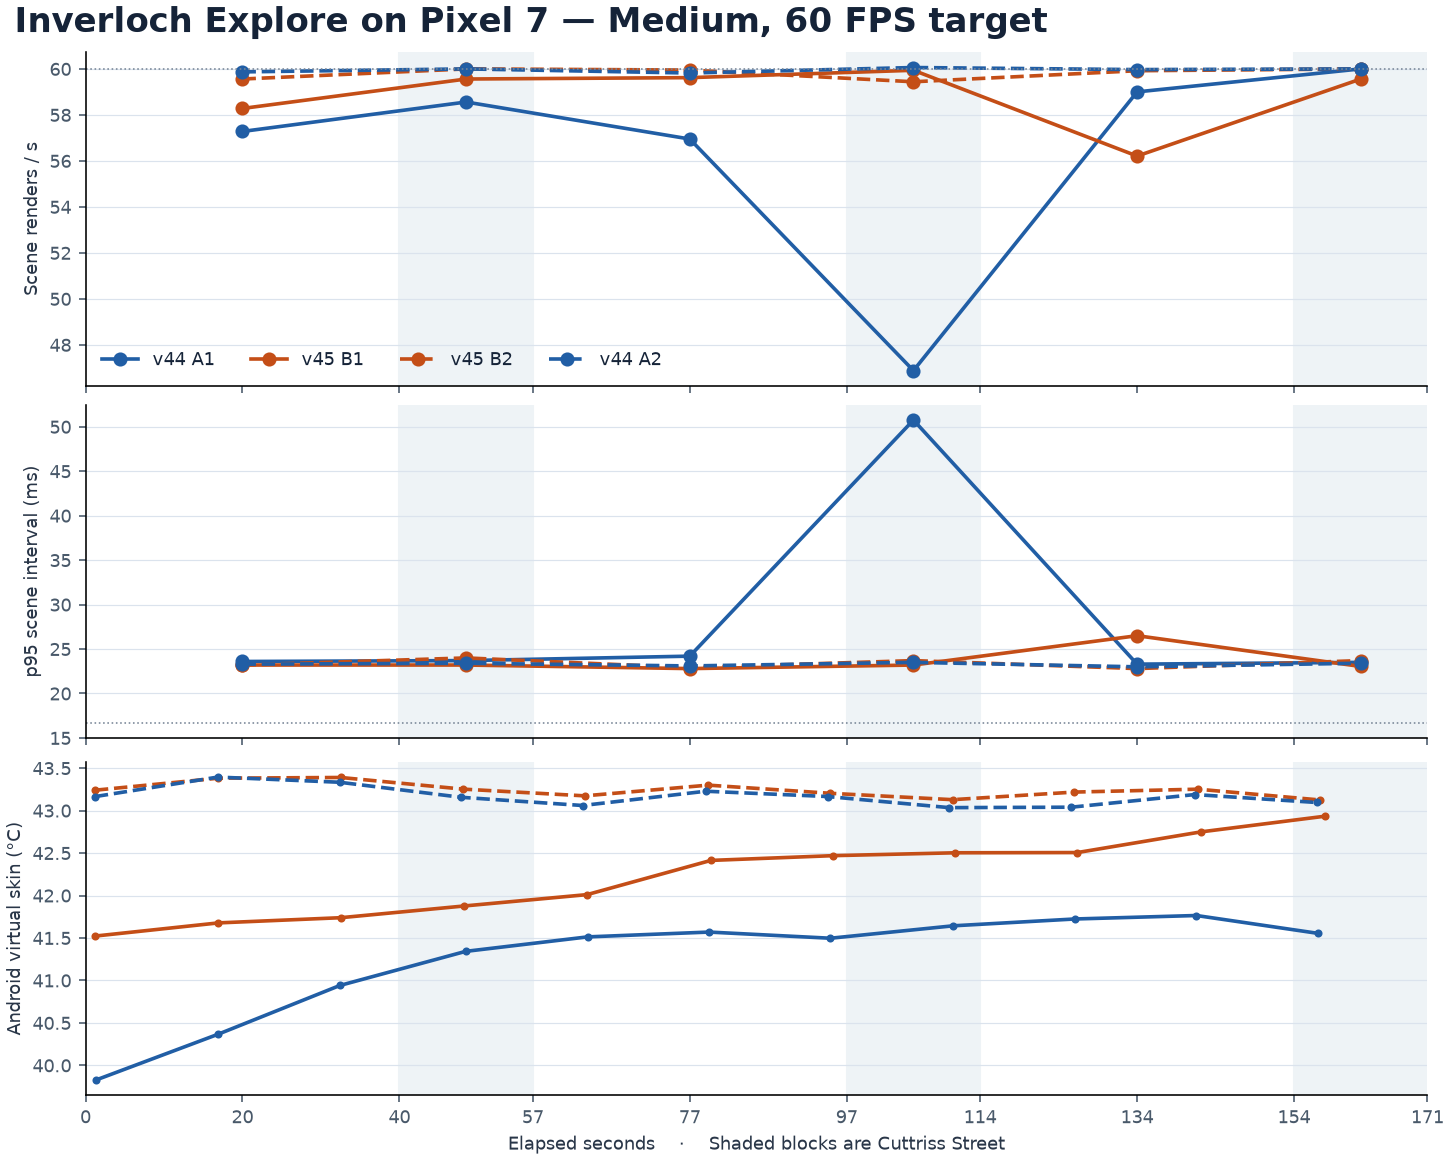 Inverloch Explore on Pixel 7 — Medium, 60 FPS target
Scene renders / s
60
58
56
54
52
50
48
v44 A1
v45 B1
v45 B2
v44 A2
p95 scene interval (ms)
50
45
40
35
30
25
20
15
Android virtual skin (°C)
43.5
43.0
42.5
42.0
41.5
41.0
40.5
40.0
0 20 40 57 77 97 114 134 154 171
Elapsed seconds · Shaded blocks are Cuttriss Street